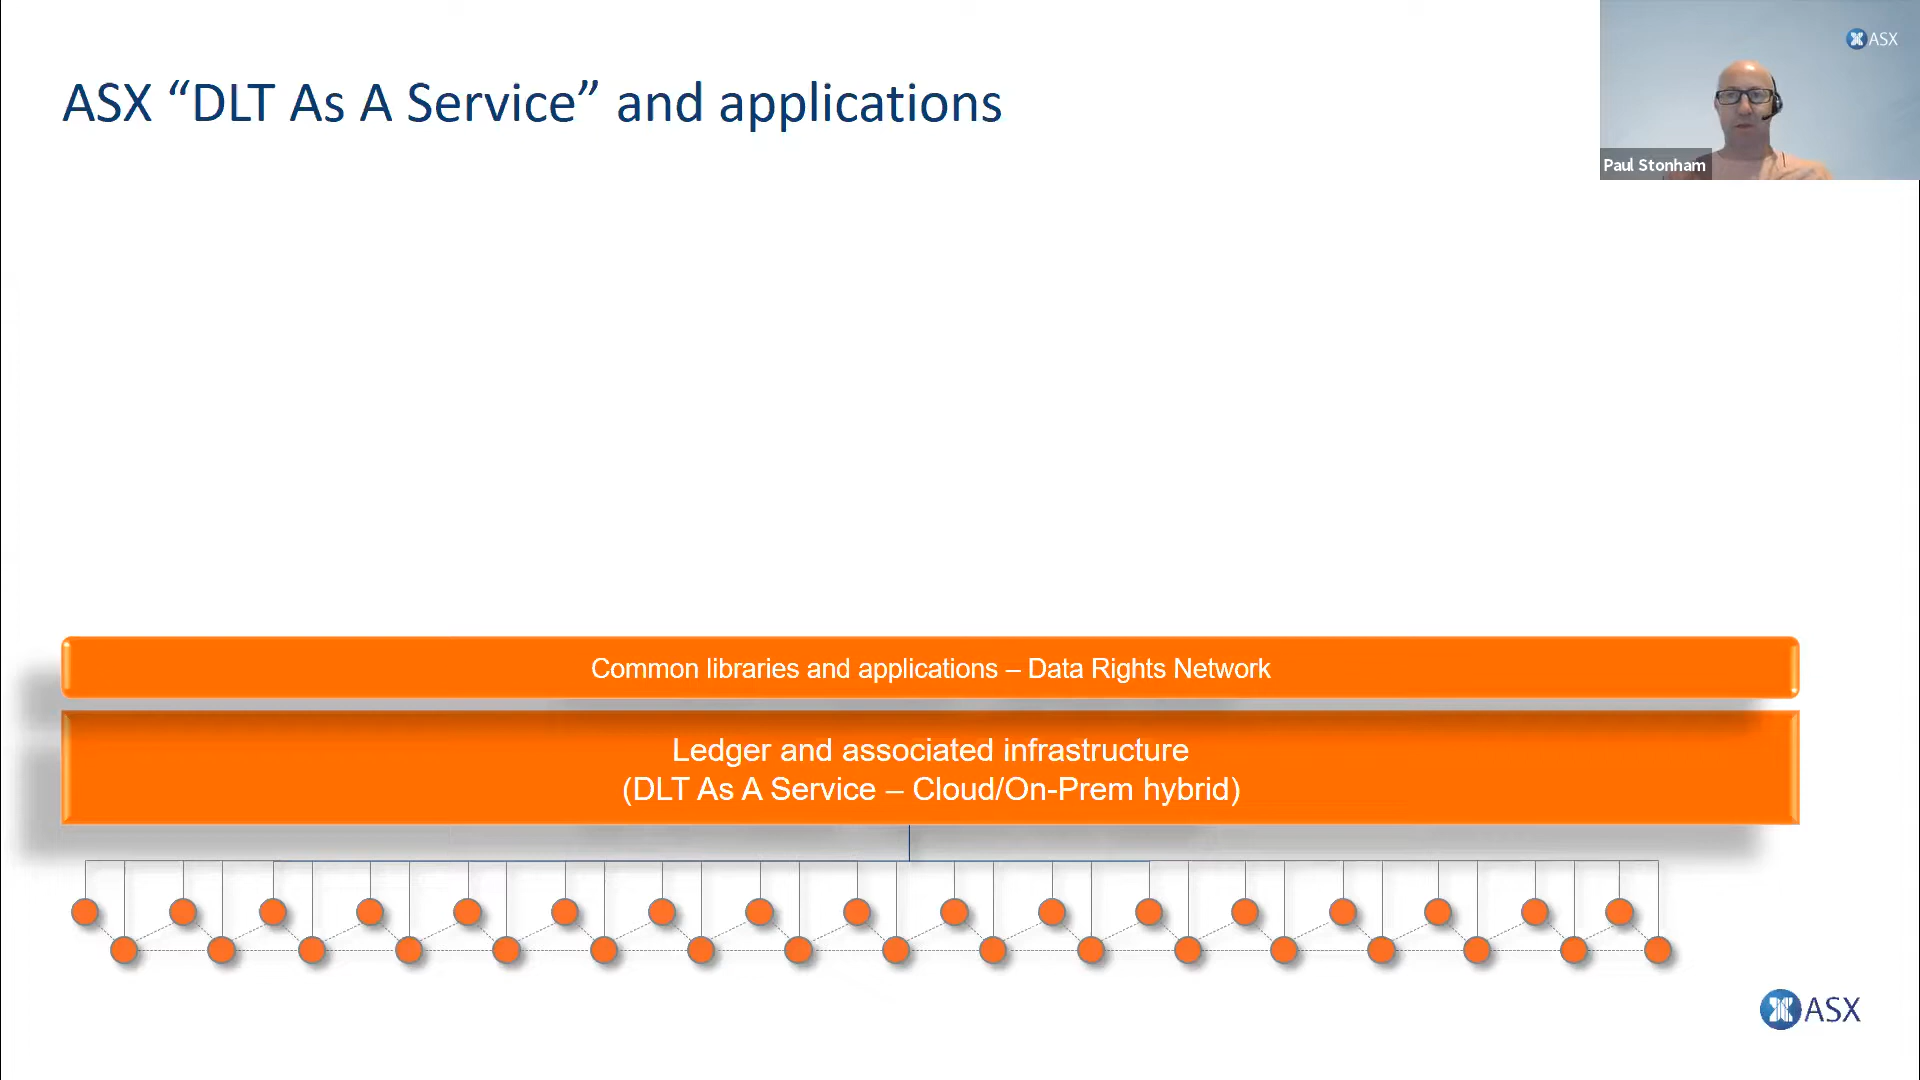 ASX “DLT As A Service” and applications
ASX
Paul Stonham
Common libraries and applications – Data Rights Network
Ledger and associated infrastructure
(DLT As A Service – Cloud/On-Prem hybrid)
ASX